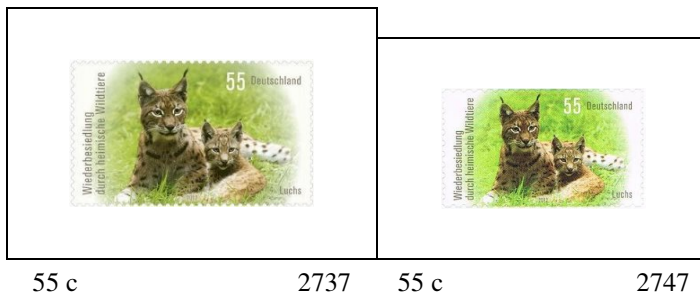 55 Deutschland
Wiederbesiedlung
durch heimische Wildtiere
Luchs
55 Deutschland
Wiederbesiedlung
durch heimische Wildtiere
Luchs
55 c 2737 55 c 2747